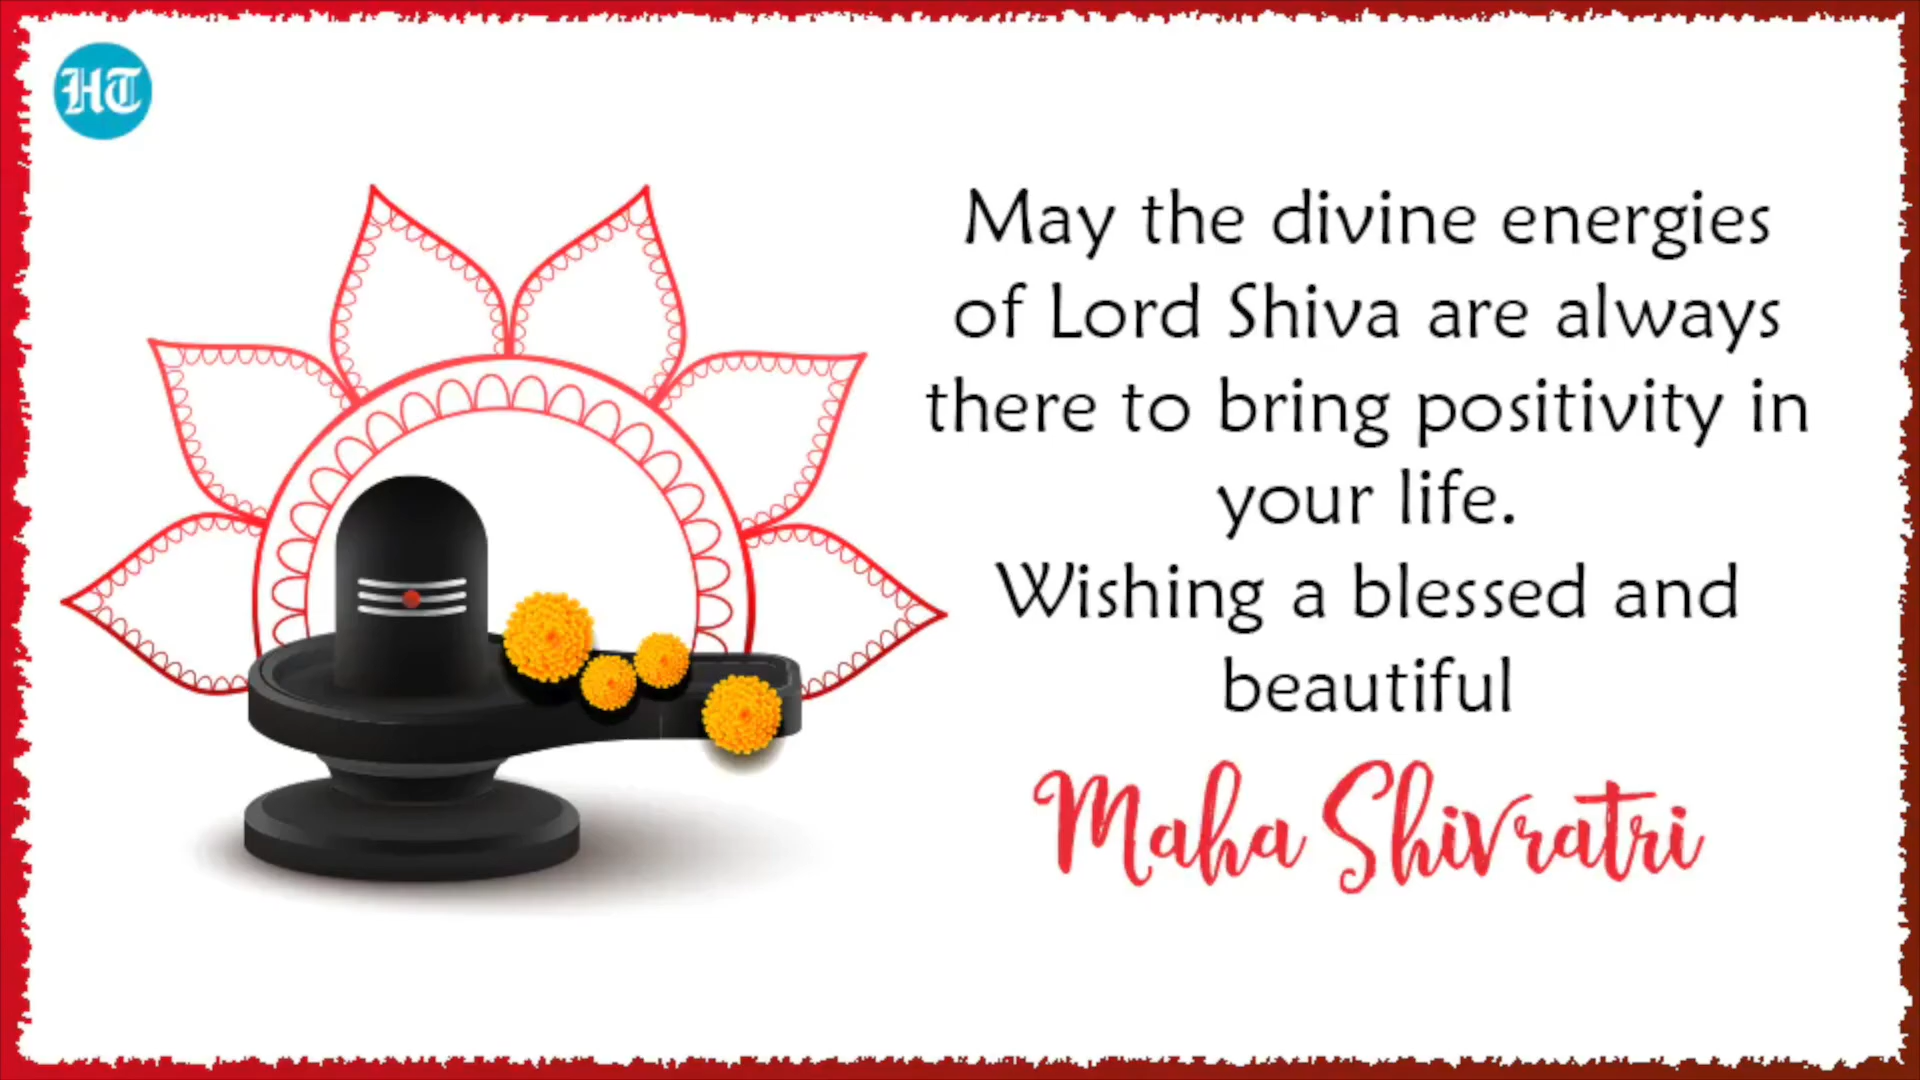 HT
May the divine energies
of Lord Shiva are always
there to bring positivity in
your life.
Wishing a blessed and
beautiful
Maha Shivratri